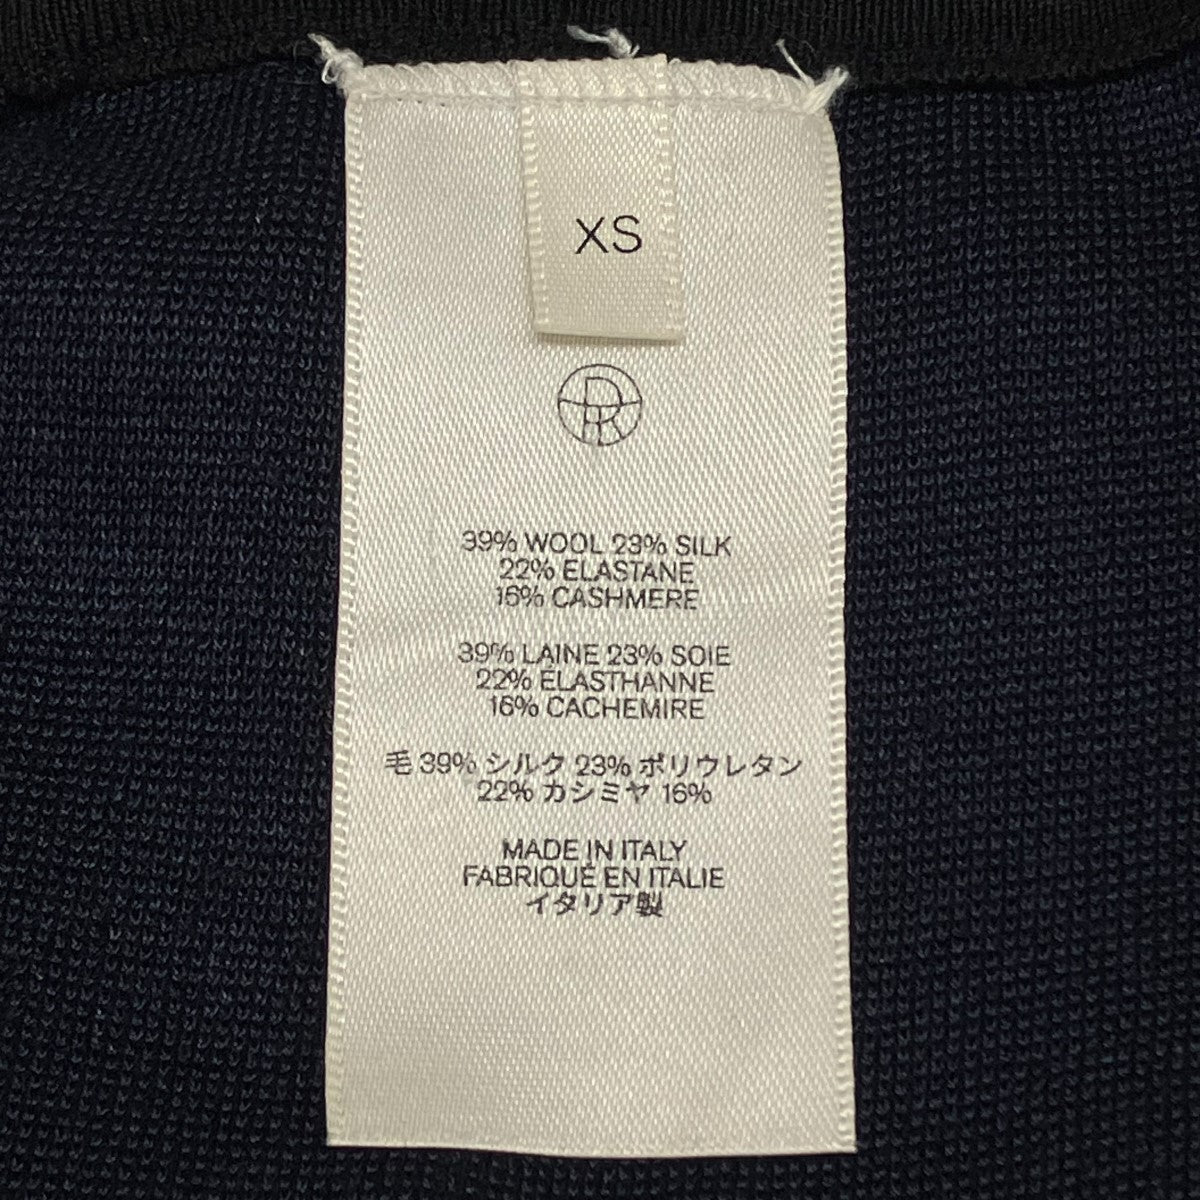 XS
DR
39% WOOL 23% SILK
22% ELASTANE
16% CASHMERE
39% LAINE 23% SOIE
22% ÉLASTHANNE
16% CACHEMIRE
毛 39% シルク 23% ポリウレタン
22% カシミヤ 16%
MADE IN ITALY
FABRIQUÉ EN ITALIE
イタリア製